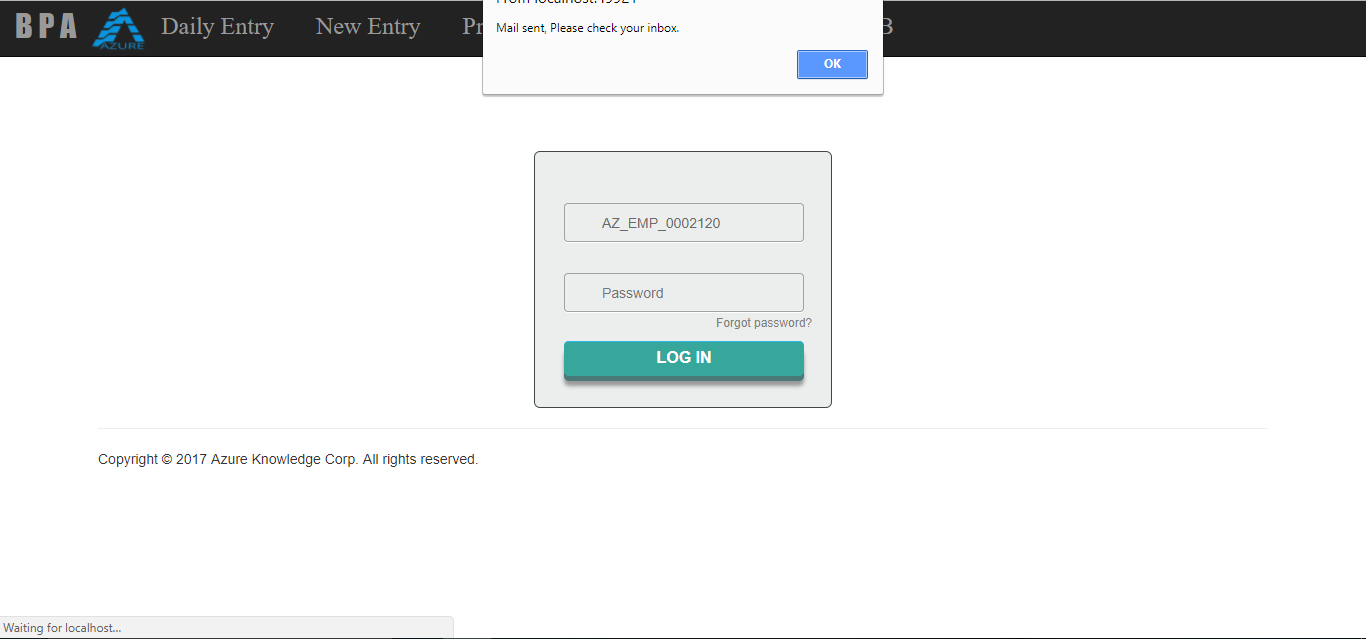 BPA AZURE Daily Entry New Entry
Mail sent, Please check your inbox.
OK
AZ_EMP_0002120
Password
Forgot password?
LOG IN
Copyright © 2017 Azure Knowledge Corp. All rights reserved.
Waiting for localhost...